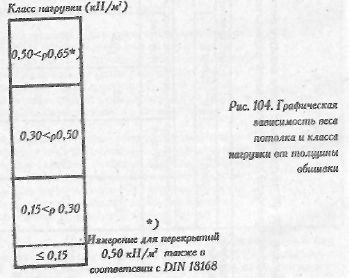 Класс нагрузки (кН/м²)
0,50<ρ0,65*)
0,30<ρ0,50
0,15<ρ 0,30
≤ 0,15
*)
Измерение для перекрытий
0,50 кН/м² также в
соответсвии с DIN 18168
Рис. 104. Графическая
зависимость веса
потолка и класса
нагрузки от толщины
обшивки